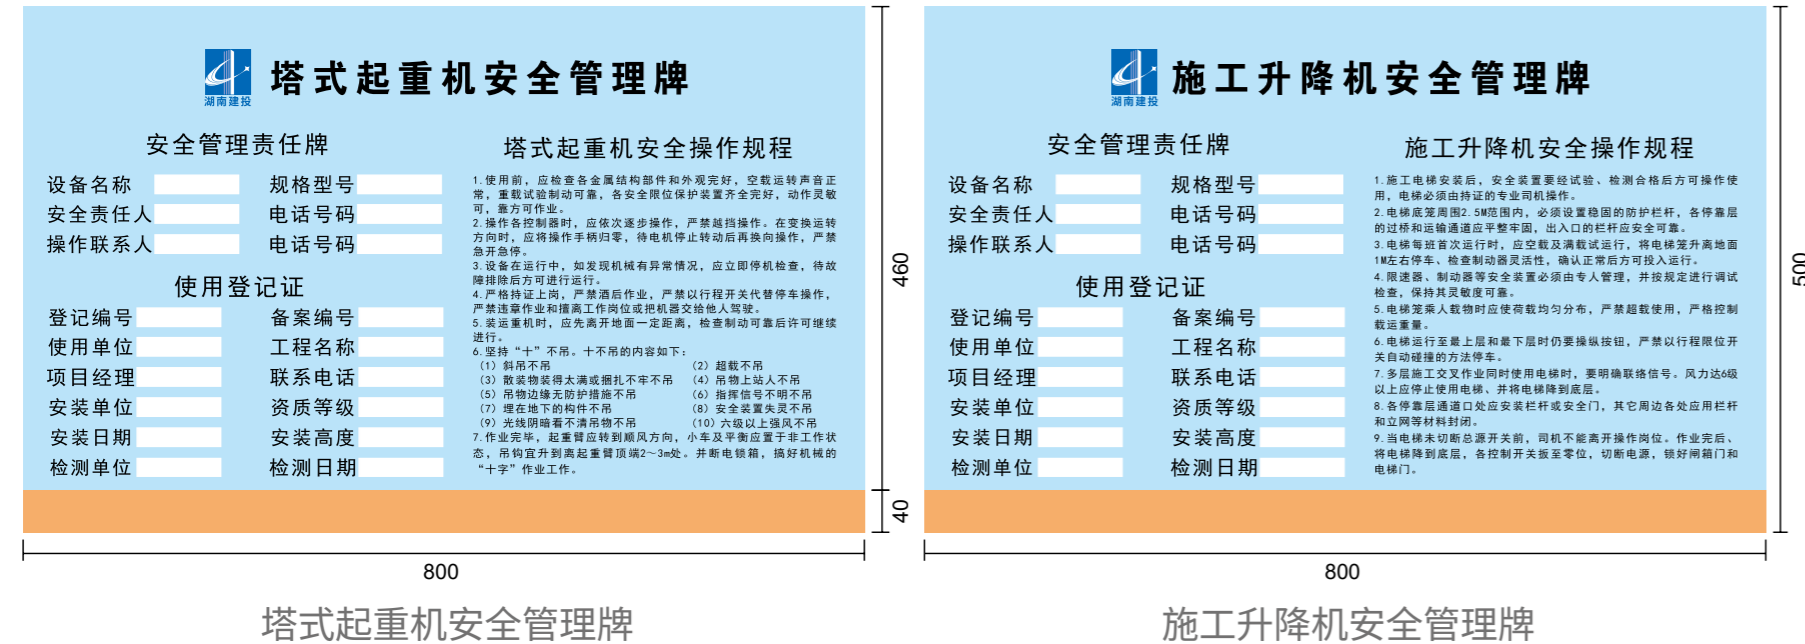 湖南建投
塔式起重机安全管理牌
安全管理责任牌
设备名称 规格型号
安全责任人 电话号码
操作联系人 电话号码
使用登记证
登记编号 备案编号
使用单位 工程名称
项目经理 联系电话
安装单位 资质等级
安装日期 安装高度
检测单位 检测日期
塔式起重机安全操作规程
1.使用前，应检查各金属结构部件和外观完好，空载运转声音正
常，重载试验制动可靠，各安全限位保护装置齐全完好，动作灵敏
可，靠方可作业。
2.操作各控制器时，应依次逐步操作，严禁越挡操作。在变换运转
方向时，应将操作手柄归零，待电机停止转动后再换向操作，严禁
急开急停。
3.设备在运行中，如发现机械有异常情况，应立即停机检查，待故
障排除后方可进行运行。
4.严格持证上岗，严禁酒后作业，严禁以行程开关代替停车操作，
严禁违章作业和擅离工作岗位或把机器交给他人驾驶。
5.装运重机时，应先离开地面一定距离，检查制动可靠后许可继续
进行。
6.坚持“十”不吊。十不吊的内容如下：
（1）斜吊不吊 （2）超载不吊
（3）散装物装得太满或捆扎不牢不吊 （4）吊物上站人不吊
（5）吊物边缘无防护措施不吊 （6）指挥信号不明不吊
（7）埋在地下的构件不吊 （8）安全装置失灵不吊
（9）光线阴暗看不清吊物不吊 （10）六级以上强风不吊
7.作业完毕，起重臂应转到顺风方向，小车及平衡应置于非工作状
态，吊钩宜升到离起重臂顶端2～3m处。并断电锁箱，搞好机械的
“十字”作业工作。
460
40
800
塔式起重机安全管理牌
湖南建投
施工升降机安全管理牌
安全管理责任牌
设备名称 规格型号
安全责任人 电话号码
操作联系人 电话号码
使用登记证
登记编号 备案编号
使用单位 工程名称
项目经理 联系电话
安装单位 资质等级
安装日期 安装高度
检测单位 检测日期
施工升降机安全操作规程
1.施工电梯安装后，安全装置要经试验、检测合格后方可操作使
用，电梯必须由持证的专业司机操作。
2.电梯底笼周围2.5M范围内，必须设置稳固的防护栏杆，各停靠层
的过桥和运输通道应平整牢固，出入口的栏杆应安全可靠。
3.电梯每班首次运行时，应空载及满载试运行，将电梯笼升离地面
1M左右停车、检查制动器灵活性，确认正常后方可投入运行。
4.限速器、制动器等安全装置必须由专人管理，并按规定进行调试
检查，保持其灵敏度可靠。
5.电梯笼乘人载物时应使荷载均匀分布，严禁超载使用，严格控制
载运重量。
6.电梯运行至最上层和最下层时仍要操纵按钮，严禁以行程限位开
关自动碰撞的方法停车。
7.多层施工交叉作业同时使用电梯时，要明确联络信号。风力达6级
以上应停止使用电梯、并将电梯降到底层。
8.各停靠层通道口处应安装栏杆或安全门，其它周边各处应用栏杆
和立网等材料封闭。
9.当电梯未切断总源开关前，司机不能离开操作岗位。作业完后、
将电梯降到底层，各控制开关扳至零位，切断电源，锁好闸箱门和
电梯门。
500
800
施工升降机安全管理牌